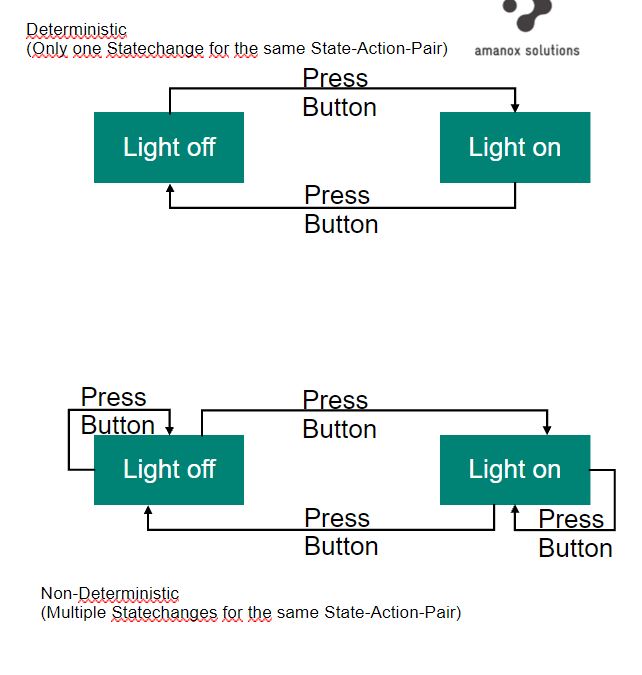 Deterministic
(Only one Statechange for the same State-Action-Pair)
amanox solutions
Press
Button
Light off
Light on
Press
Button
Press
Button
Press
Button
Light off
Light on
Press
Button
Press
Button
Non-Deterministic
(Multiple Statechanges for the same State-Action-Pair)